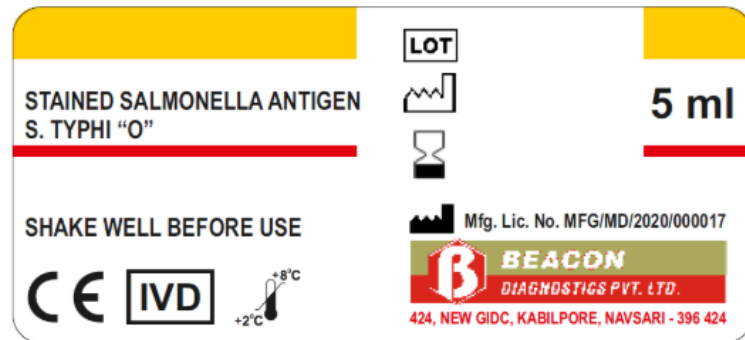 LOT
STAINED SALMONELLA ANTIGEN
S. TYPHI “O”
5 ml
SHAKE WELL BEFORE USE
Mfg. Lic. No. MFG/MD/2020/000017
BEACON
DIAGNOSTICS PVT. LTD.
424, NEW GIDC, KABILPORE, NAVSARI - 396 424
CE
IVD
+8°C
+2°C